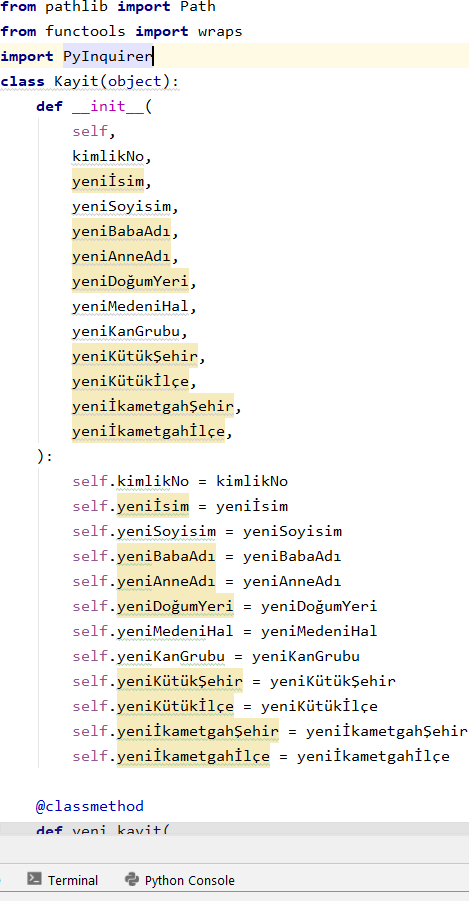 from pathlib import Path
from functools import wraps
import PyInquirer
class Kayit(object):
    def __init__(
        self,
        kimlikNo,
        yeniİsim,
        yeniSoyisim,
        yeniBabaAdı,
        yeniAnneAdı,
        yeniDoğumYeri,
        yeniMedeniHal,
        yeniKanGrubu,
        yeniKütükŞehir,
        yeniKütükİlçe,
        yeniİkametgahŞehir,
        yeniİkametgahİlçe,
    ):
        self.kimlikNo = kimlikNo
        self.yeniİsim = yeniİsim
        self.yeniSoyisim = yeniSoyisim
        self.yeniBabaAdı = yeniBabaAdı
        self.yeniAnneAdı = yeniAnneAdı
        self.yeniDoğumYeri = yeniDoğumYeri
        self.yeniMedeniHal = yeniMedeniHal
        self.yeniKanGrubu = yeniKanGrubu
        self.yeniKütükŞehir = yeniKütükŞehir
        self.yeniKütükİlçe = yeniKütükİlçe
        self.yeniİkametgahŞehir = yeniİkametgahŞehir
        self.yeniİkametgahİlçe = yeniİkametgahİlçe
    @classmethod
    def yeni_kayit(
Terminal Python Console